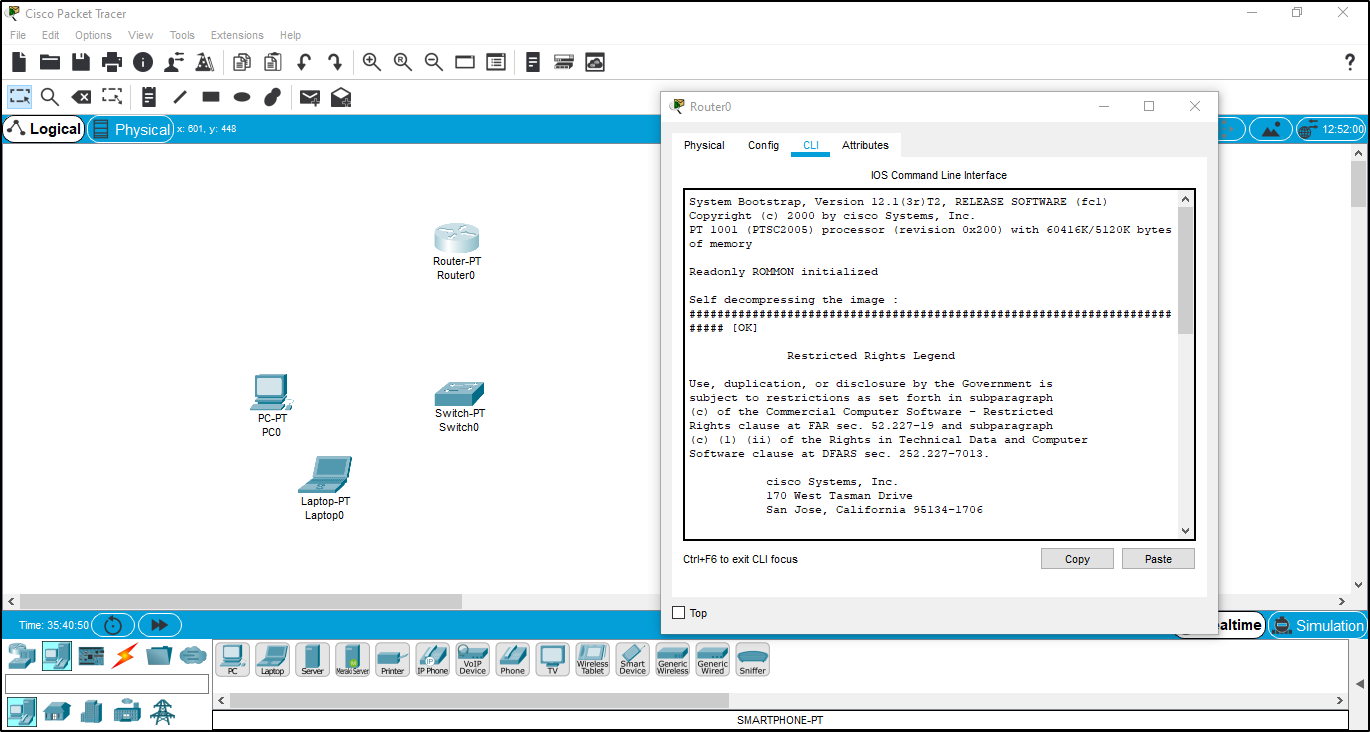 Cisco Packet Tracer
File Edit Options View Tools Extensions Help
Logical
Physical
x: 601, y: 448
12:52:00
Router-PT
Router0
PC-PT
PC0
Switch-PT
Switch0
Laptop-PT
Laptop0
Router0
Physical Config CLI Attributes
IOS Command Line Interface
System Bootstrap, Version 12.1(3r)T2, RELEASE SOFTWARE (fc1)
Copyright (c) 2000 by cisco Systems, Inc.
PT 1001 (PTSC2005) processor (revision 0x200) with 60416K/5120K bytes
of memory
Readonly ROMMON initialized
Self decompressing the image :
#####################################################################
##### [OK]
Restricted Rights Legend
Use, duplication, or disclosure by the Government is
subject to restrictions as set forth in subparagraph
(c) of the Commercial Computer Software - Restricted
Rights clause at FAR sec. 52.227-19 and subparagraph
(c) (1) (ii) of the Rights in Technical Data and Computer
Software clause at DFARS sec. 252.227-7013.
cisco Systems, Inc.
170 West Tasman Drive
San Jose, California 95134-1706
Ctrl+F6 to exit CLI focus
Copy
Paste
Top
Time: 35:40:50
ealtime
Simulation
PC
Laptop
Server
Meraki Server
Printer
IP Phone
VoIP
Device
Phone
TV
Wireless
Tablet
Smart
Device
Generic
Wireless
Generic
Wired
Sniffer
SMARTPHONE-PT